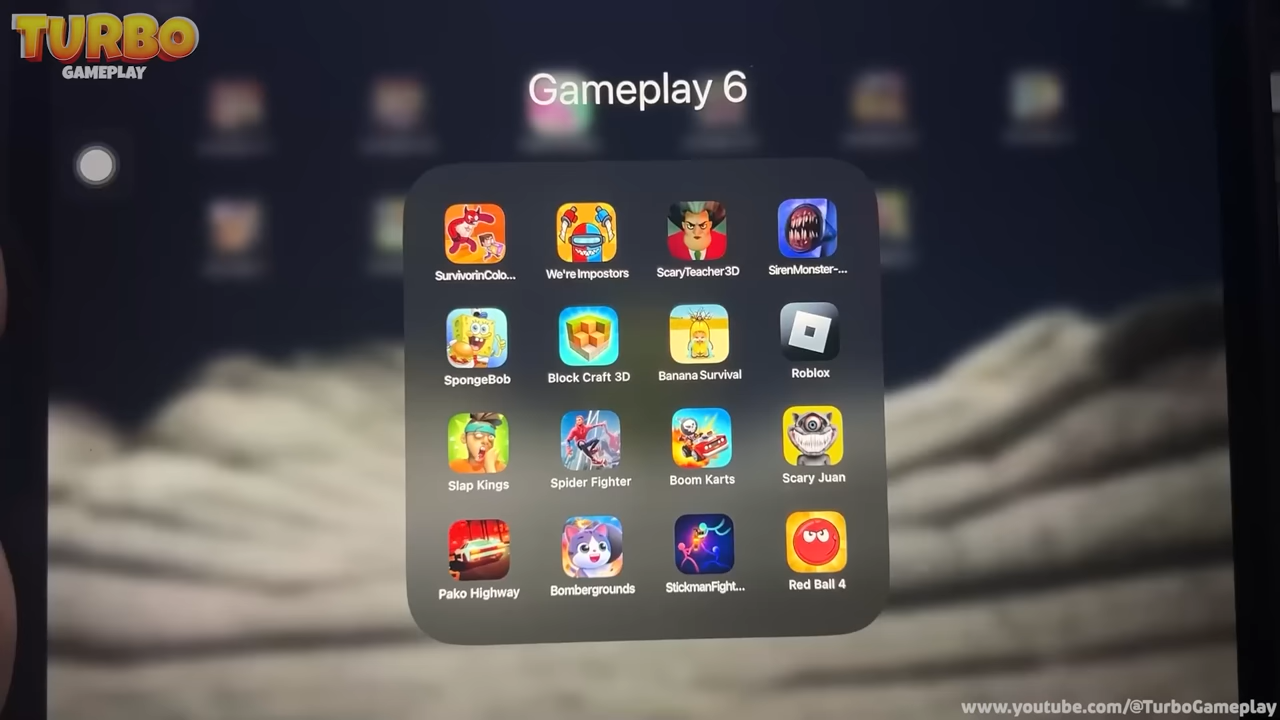 TURBO
GAMEPLAY
Gameplay 6
SurvivorinColo... We're Impostors ScaryTeacher3D SirenMonster-...
SpongeBob Block Craft 3D Banana Survival Roblox
Slap Kings Spider Fighter Boom Karts Scary Juan
Pako Highway Bombergrounds StickmanFight... Red Ball 4
www.youtube.com/@TurboGameplay